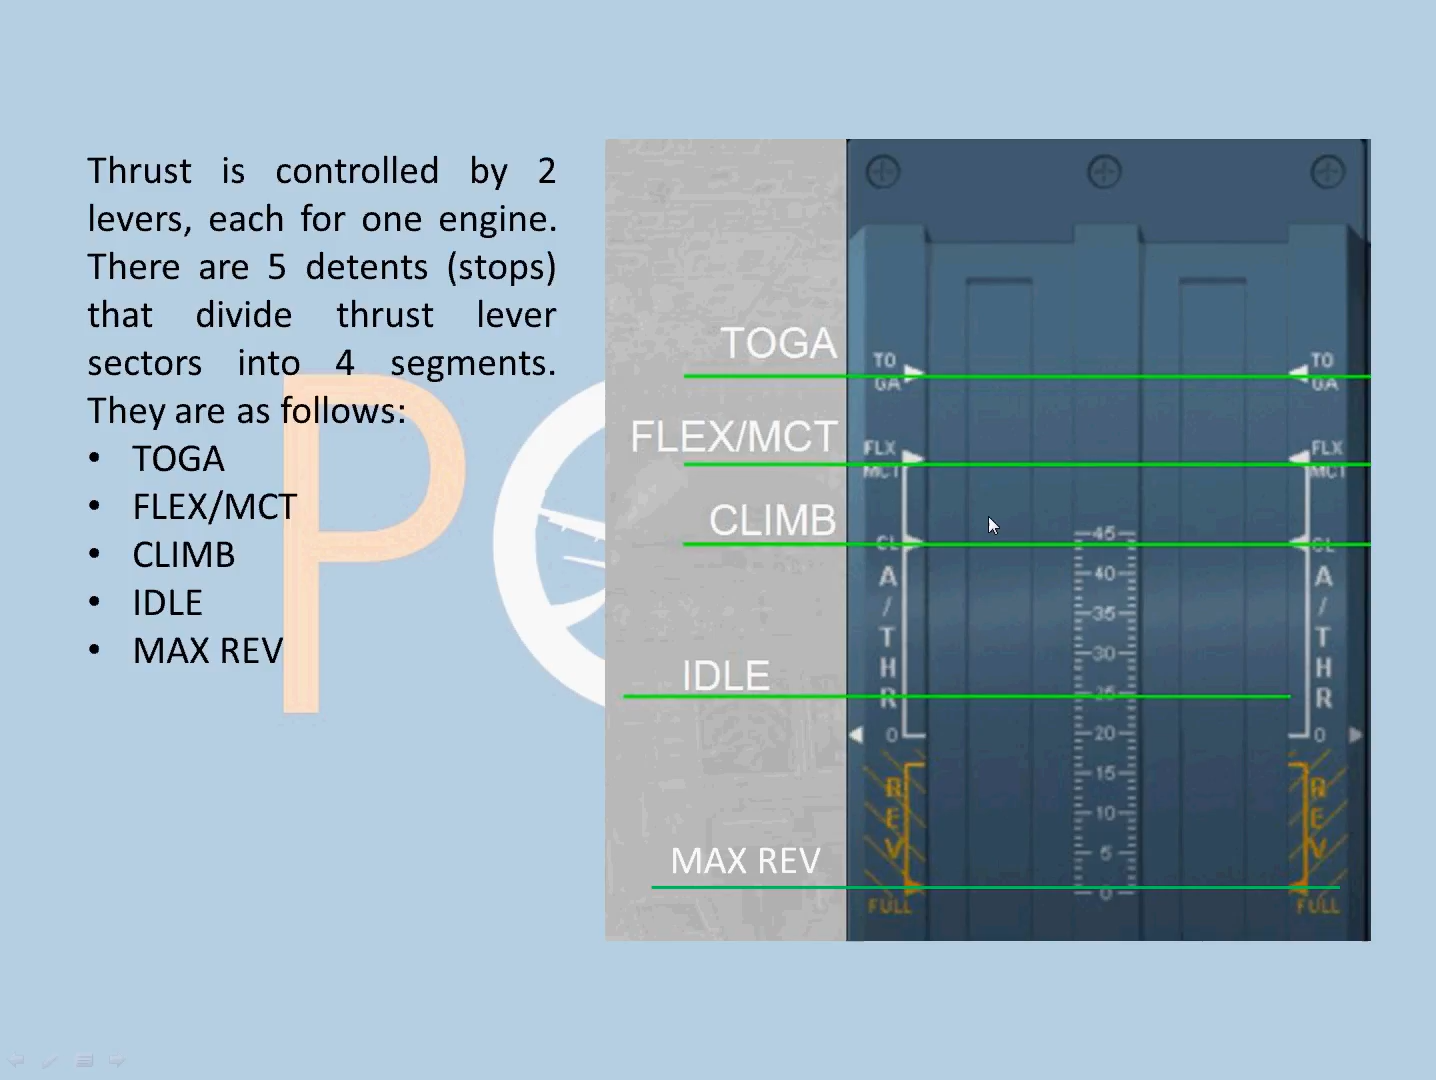 Thrust is controlled by 2
levers, each for one engine.
There are 5 detents (stops)
that divide thrust lever
sectors into 4 segments.
They are as follows:
• TOGA
• FLEX/MCT
• CLIMB
• IDLE
• MAX REV
P
TOGA
FLEX/MCT
CLIMB
IDLE
MAX REV
TO
GA
FLX
MCT
CL
A
/
T
H
R
0
R
E
V
FULL
45
40
35
30
25
20
15
10
5
0
TO
GA
FLX
MCT
CL
A
/
T
H
R
0
R
E
V
FULL